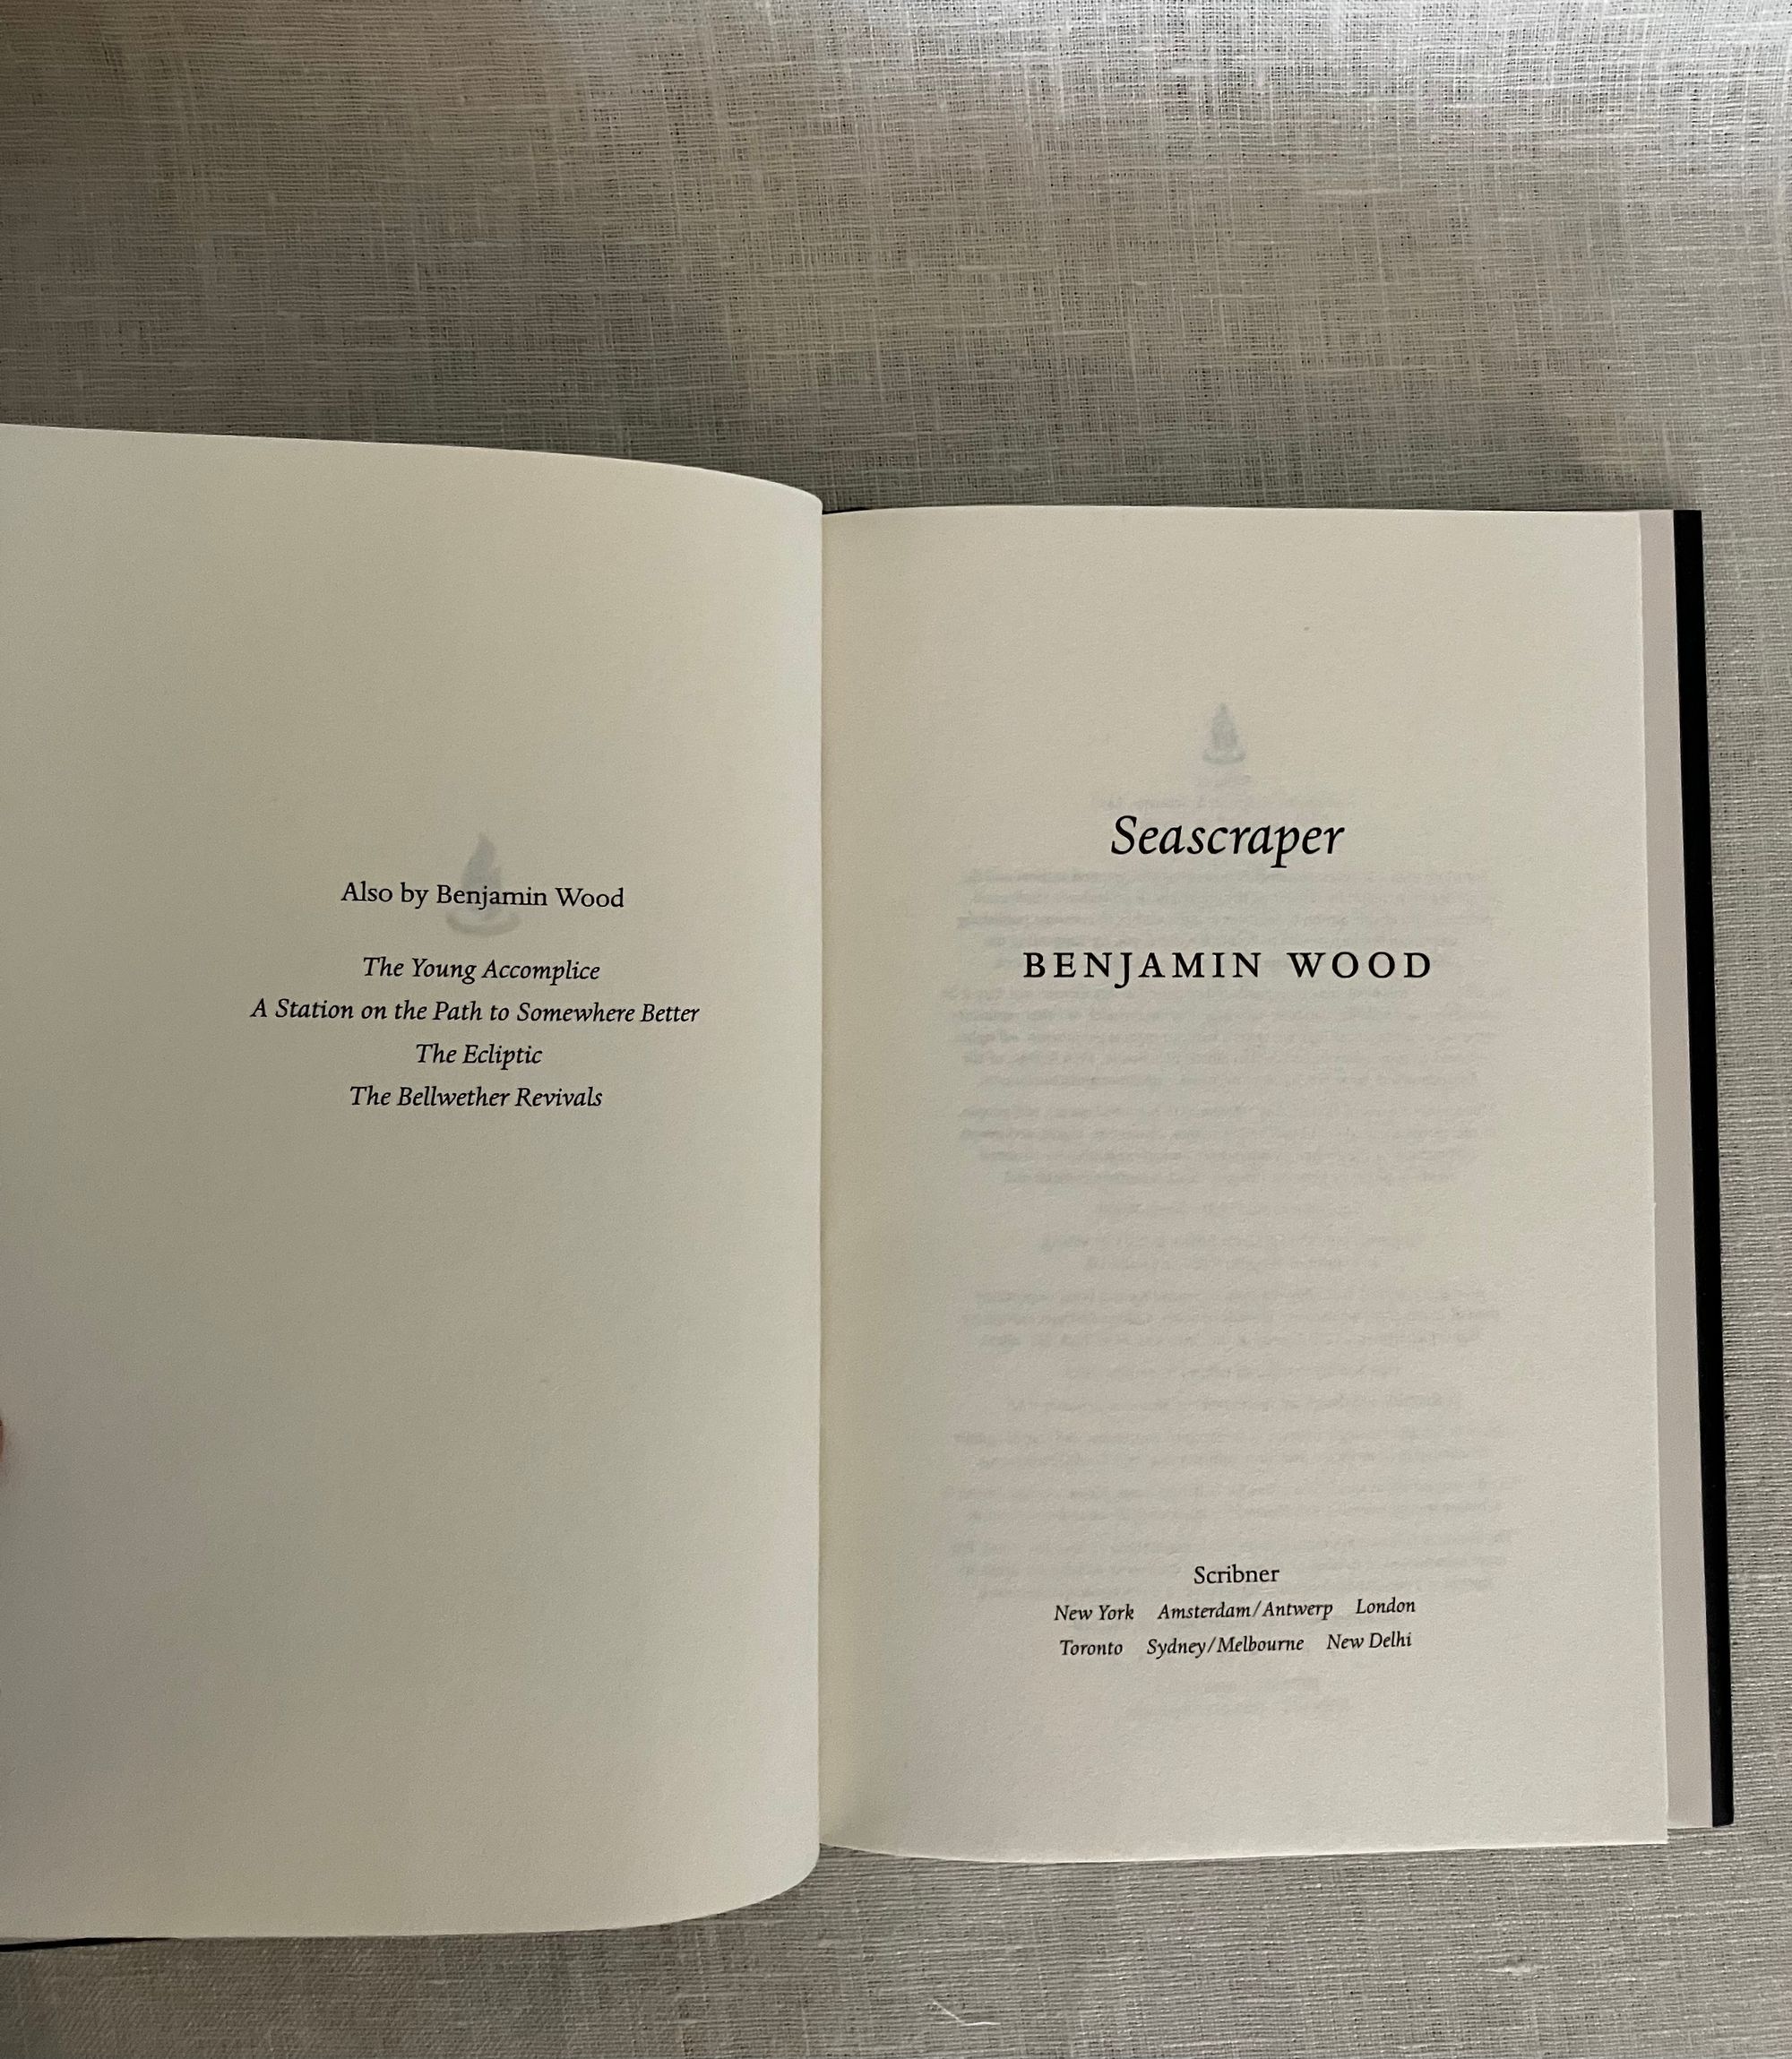 Also by Benjamin Wood
The Young Accomplice
A Station on the Path to Somewhere Better
The Ecliptic
The Bellwether Revivals
Seascraper
BENJAMIN WOOD
Scribner
New York Amsterdam/Antwerp London
Toronto Sydney/Melbourne New Delhi